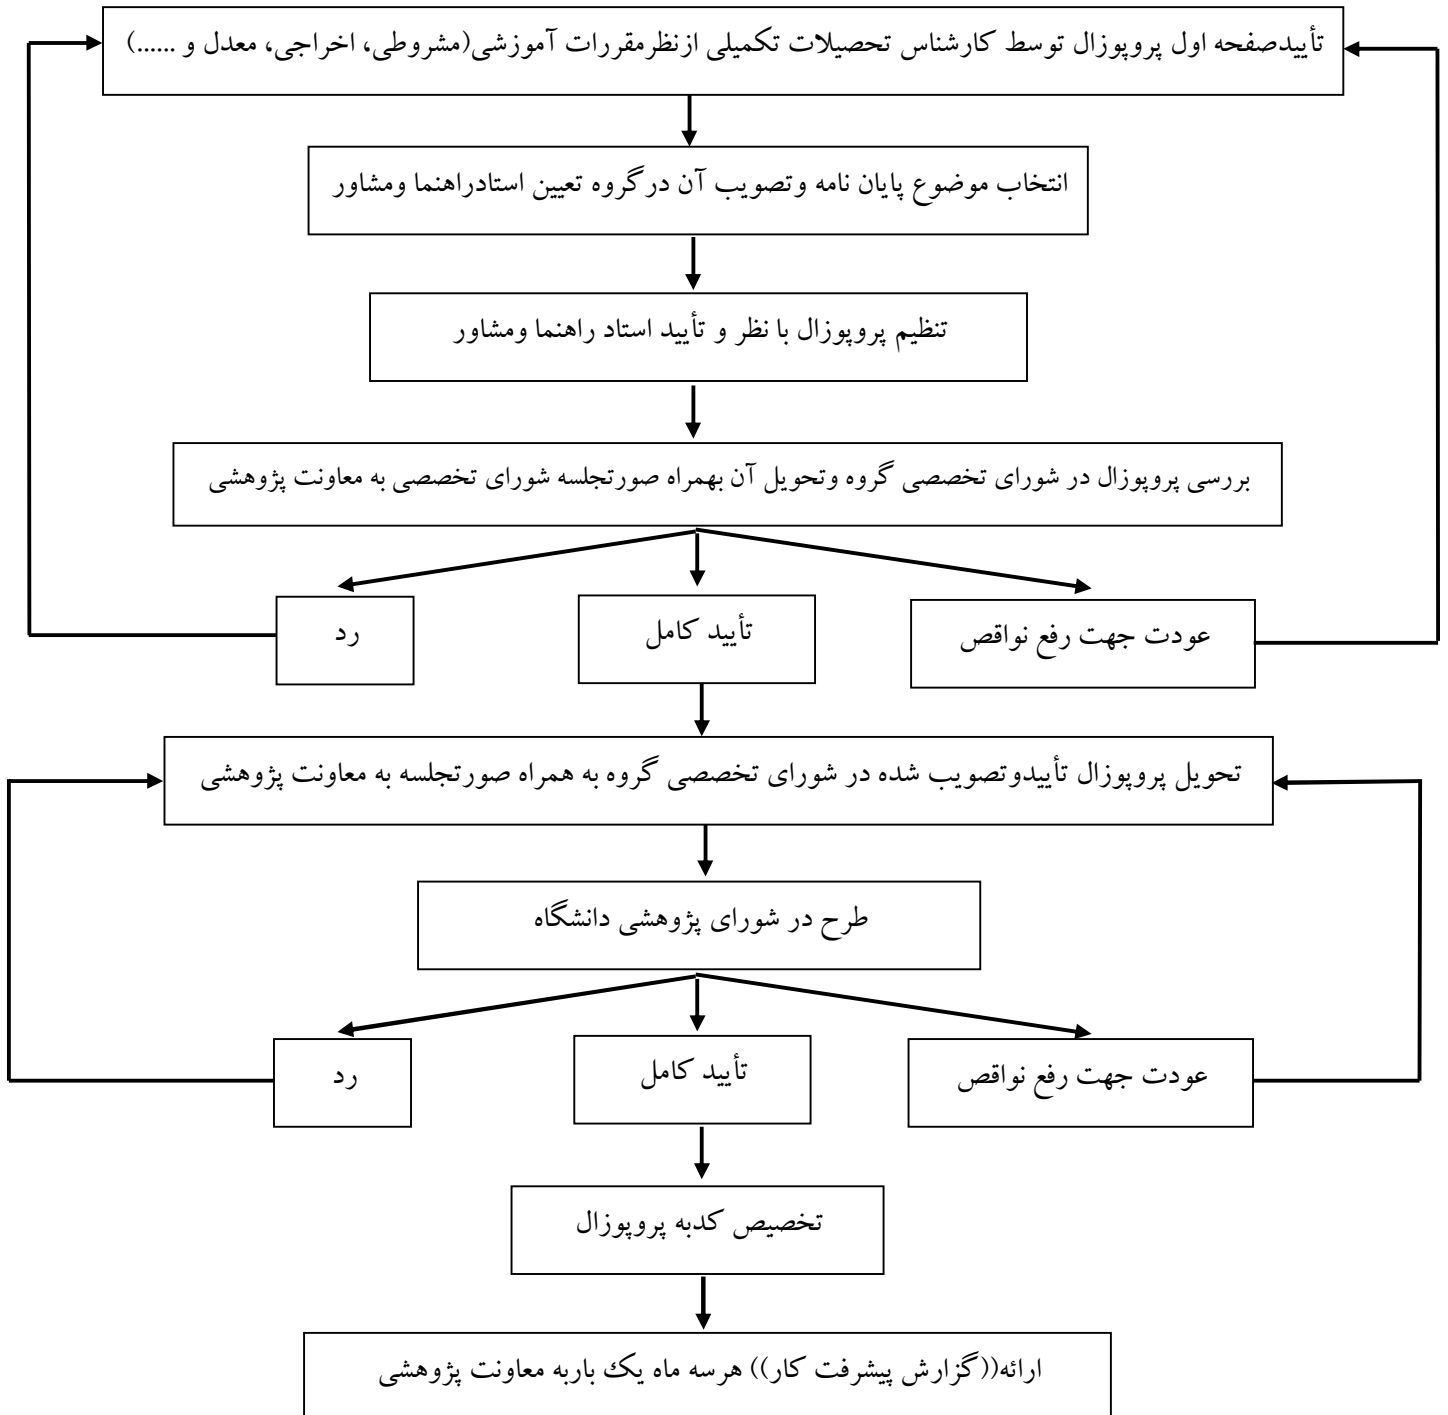 تأییدصفحه اول پروپوزال توسط کارشناس تحصیلات تکمیلی ازنظرمقررات آموزشی(مشروطی، اخراجی، معدل و ......)
انتخاب موضوع پایان نامه وتصویب آن درگروه تعیین استادراهنما ومشاور
تنظیم پروپوزال با نظر و تأیید استاد راهنما ومشاور
بررسی پروپوزال در شورای تخصصی گروه وتحویل آن بهمراه صورتجلسه شورای تخصصی به معاونت پژوهشی
عودت جهت رفع نواقص
تأیید کامل
رد
تحویل پروپوزال تأییدوتصویب شده در شورای تخصصی گروه به همراه صورتجلسه به معاونت پژوهشی
طرح در شورای پژوهشی دانشگاه
عودت جهت رفع نواقص
تأیید کامل
رد
تخصیص کدبه پروپوزال
ارائه((گزارش پیشرفت کار)) هرسه ماه یک باربه معاونت پژوهشی